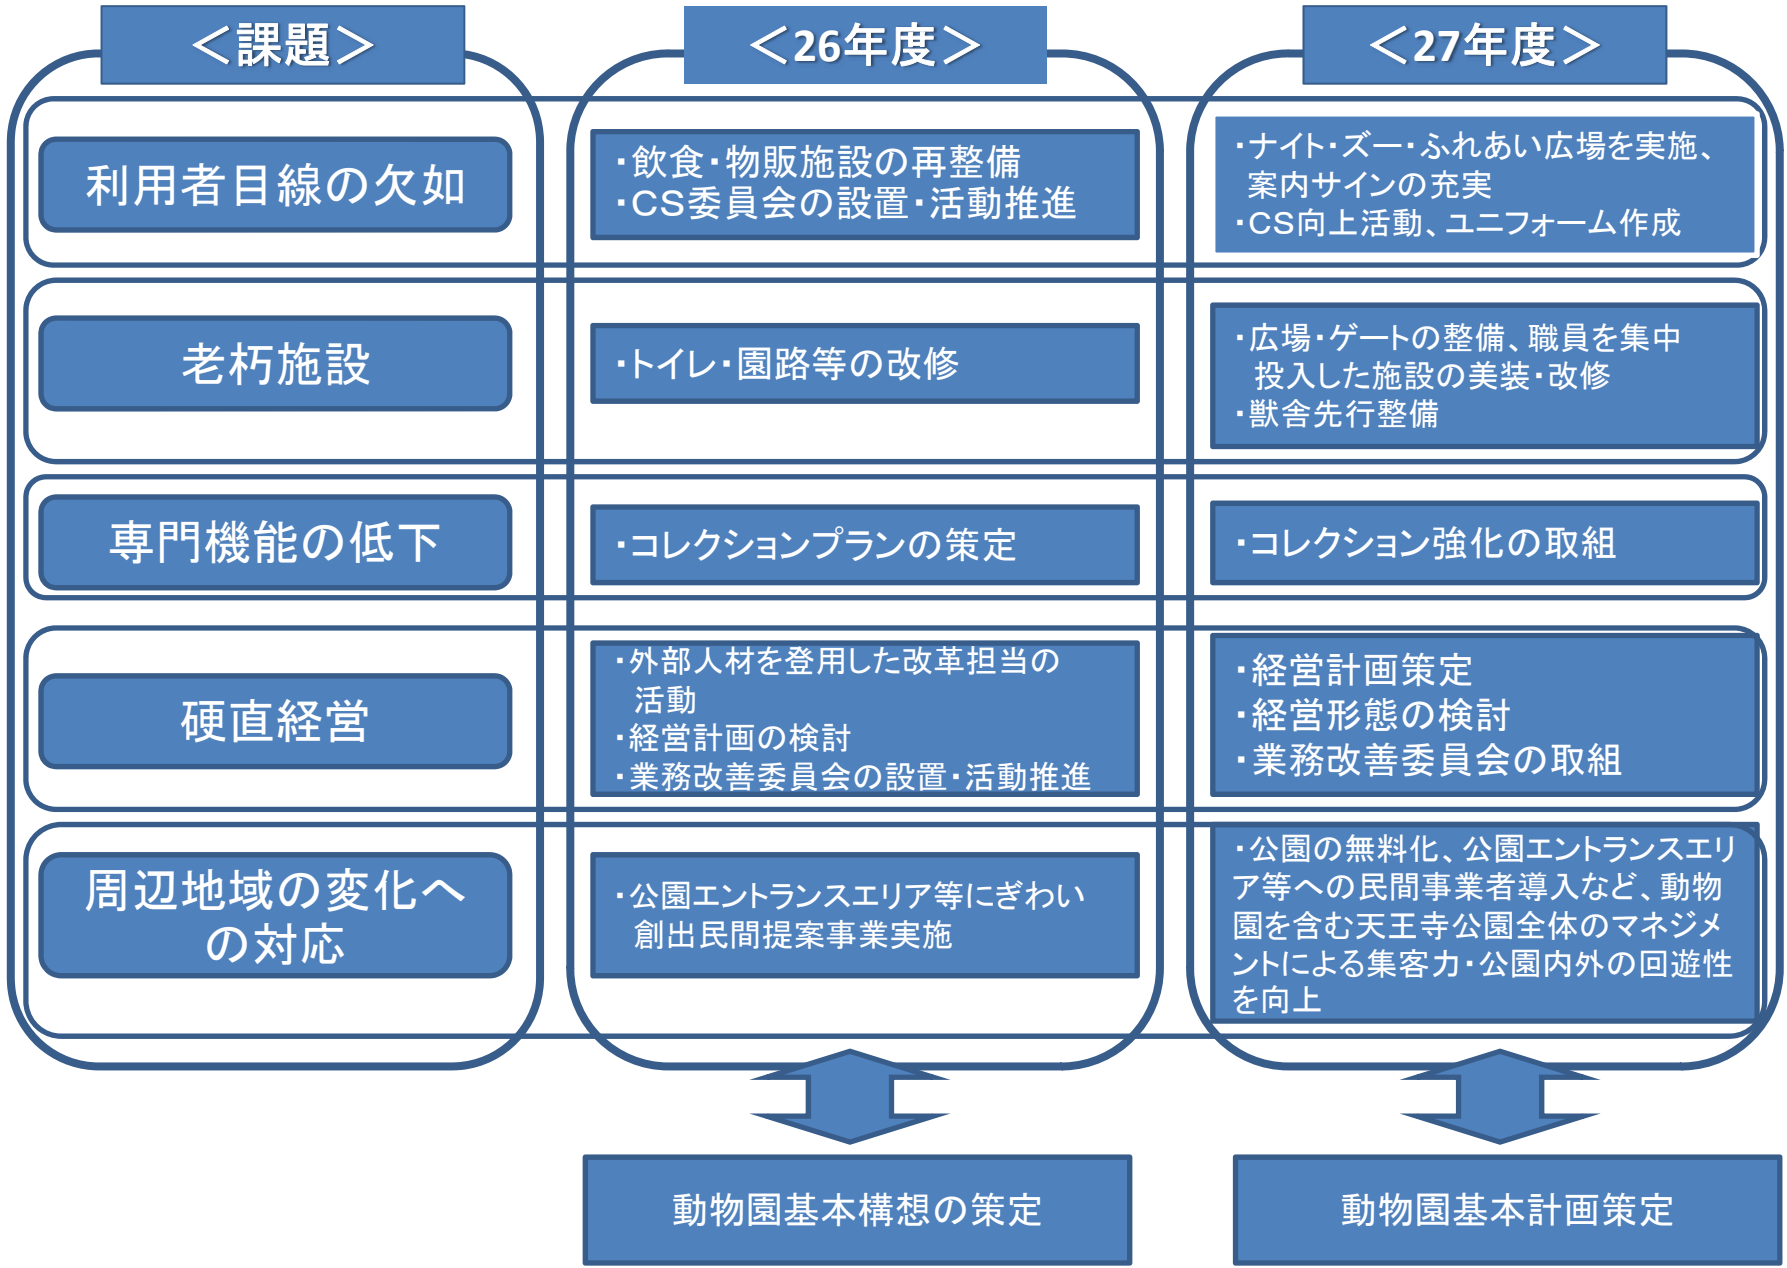 ＜課題＞
＜26年度＞
＜27年度＞
利用者目線の欠如
・飲食・物販施設の再整備
・CS委員会の設置・活動推進
・ナイト・ズー・ふれあい広場を実施、
案内サインの充実
・CS向上活動、ユニフォーム作成
老朽施設
・トイレ・園路等の改修
・広場・ゲートの整備、職員を集中
投入した施設の美装・改修
・獣舎先行整備
専門機能の低下
・コレクションプランの策定
・コレクション強化の取組
硬直経営
・外部人材を登用した改革担当の
活動
・経営計画の検討
・業務改善委員会の設置・活動推進
・経営計画策定
・経営形態の検討
・業務改善委員会の取組
周辺地域の変化へ
の対応
・公園エントランスエリア等にぎわい
創出民間提案事業実施
・公園の無料化、公園エントランスエリ
ア等への民間事業者導入など、動物
園を含む天王寺公園全体のマネジメ
ントによる集客力・公園内外の回遊性
を向上
動物園基本構想の策定
動物園基本計画策定